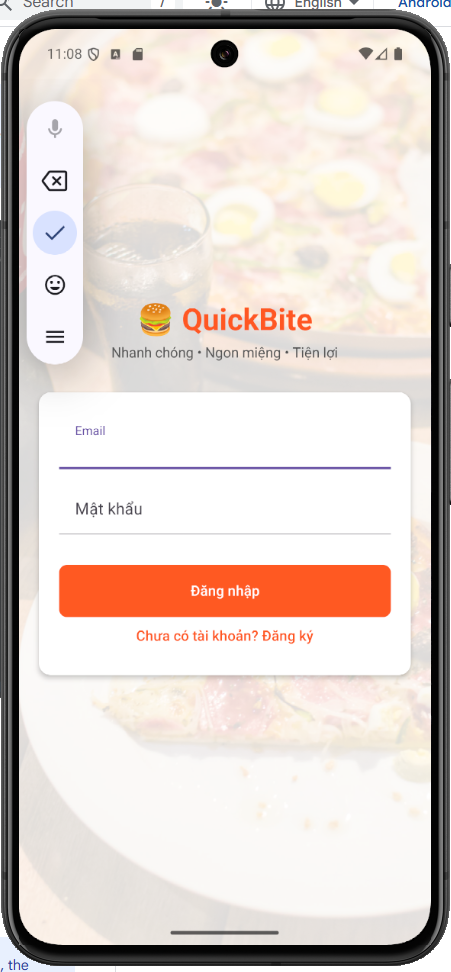 Search
/
English
Android
11:08
A
🍔 QuickBite
Nhanh chóng • Ngon miệng • Tiện lợi
Email
Mật khẩu
Đăng nhập
Chưa có tài khoản? Đăng ký
, the